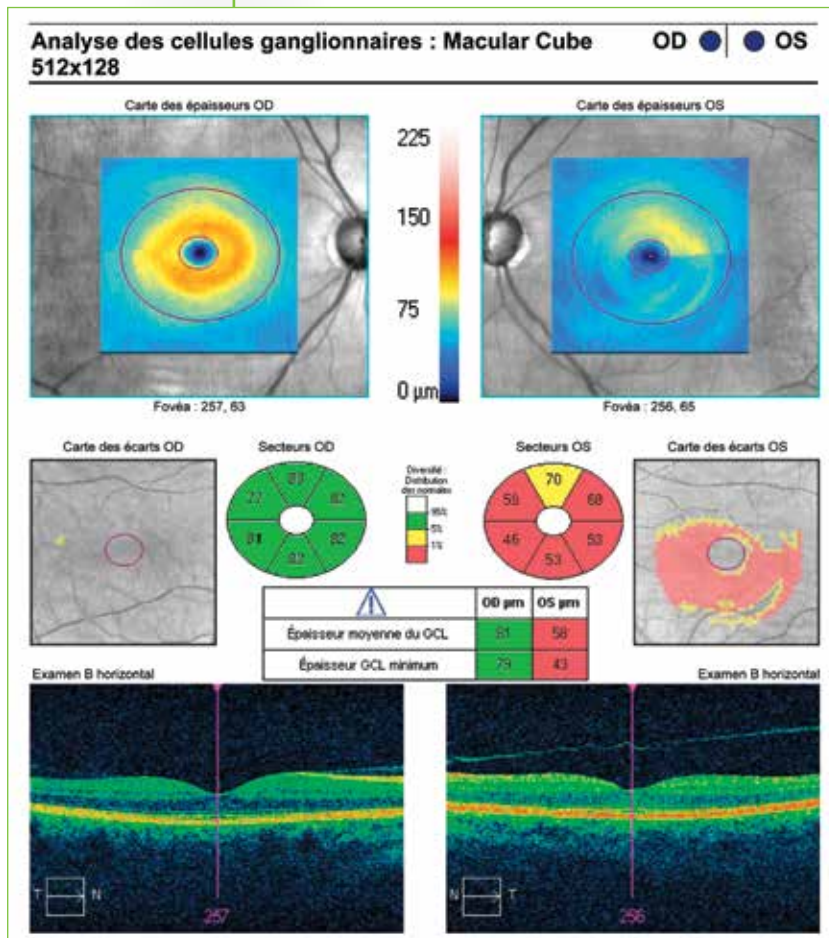 Analyse des cellules ganglionnaires : Macular Cube
512x128
OD OS
Carte des épaisseurs OD
Carte des épaisseurs OS
225
150
75
0 µm
Fovéa : 257, 63
Fovéa : 256, 65
Carte des écarts OD
Secteurs OD
Diversité :
Distribution
des normales
95%
5%
1%
Secteurs OS
Carte des écarts OS
82
81
82
82
70
68
46
53
53
OD µm OS µm
Épaisseur moyenne du GCL 81 58
Épaisseur GCL minimum 79 43
Examen B horizontal
Examen B horizontal
T N
257
N T
256